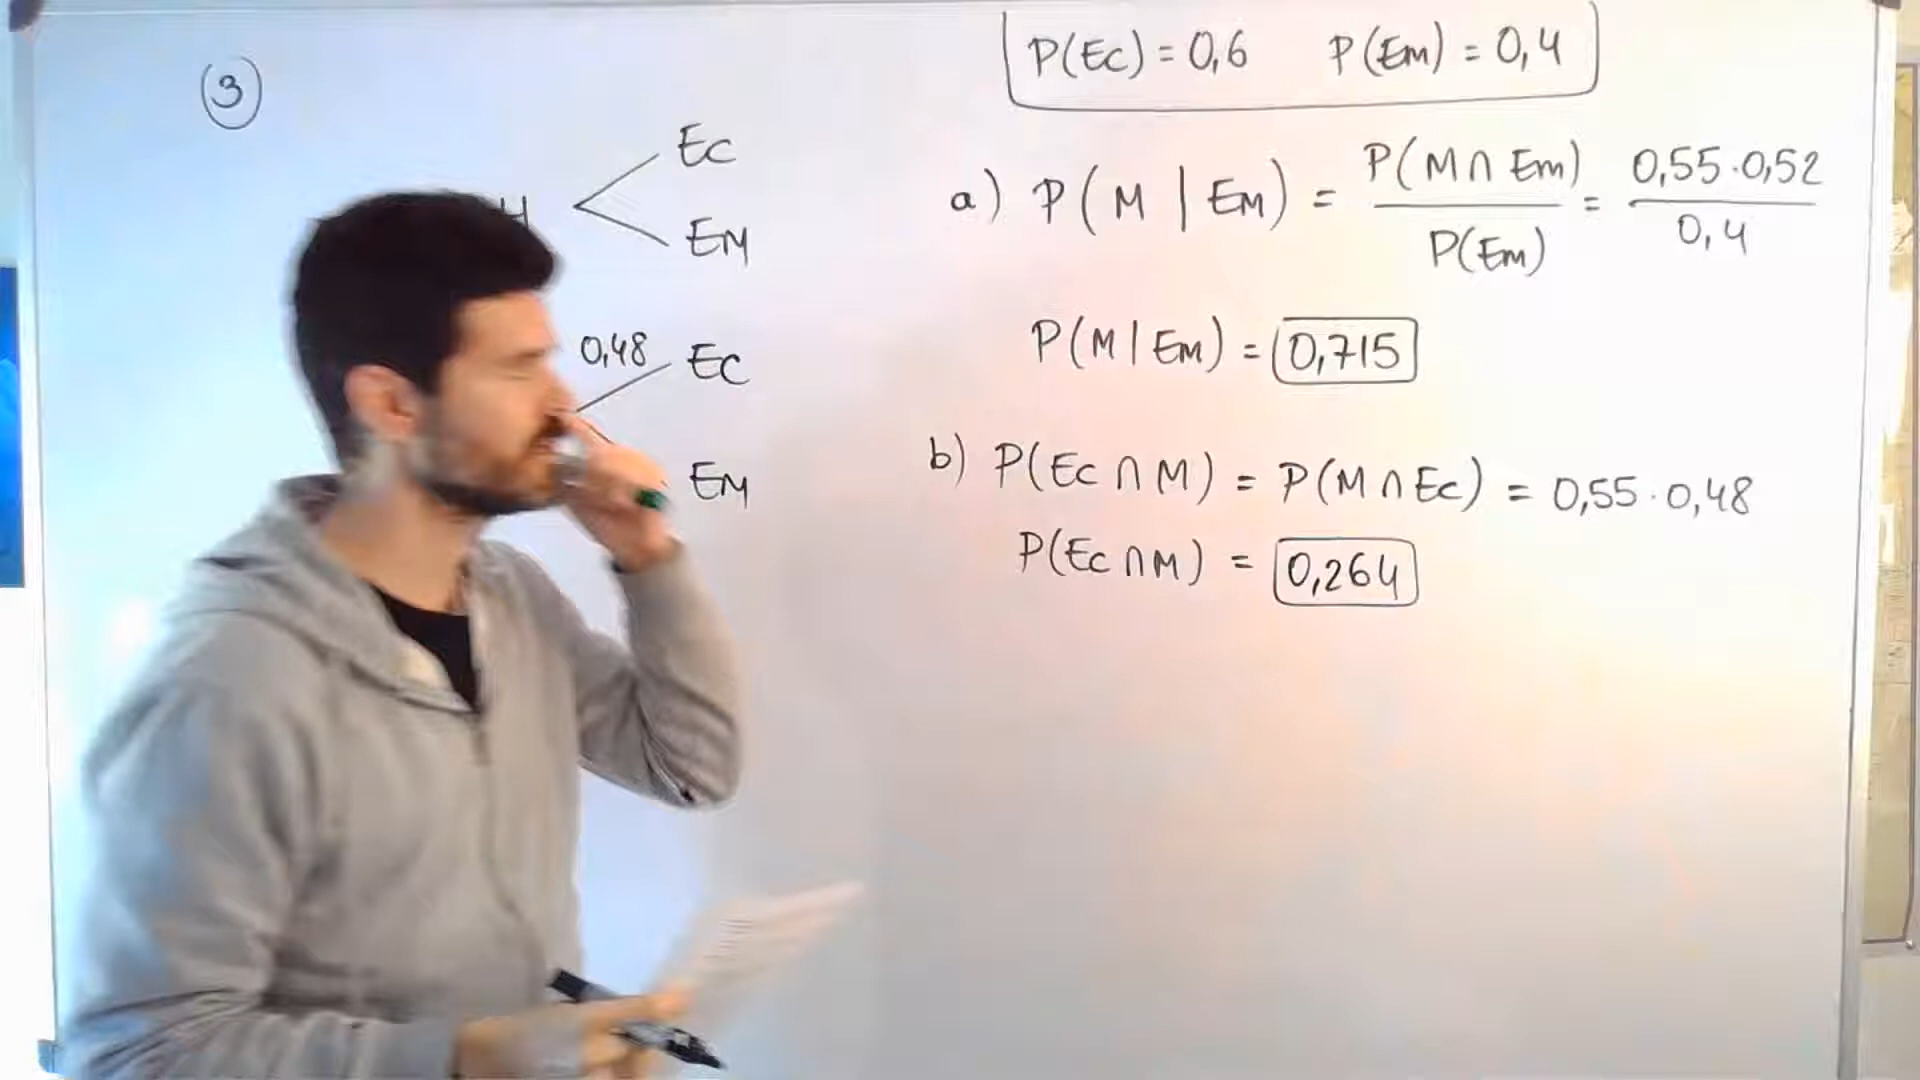 3
P(Ec) = 0,6 P(Em) = 0,4
Ec
H
Em
0,48 Ec
Em
a) P(M | Em) = P(M∩Em) / P(Em) = 0,55·0,52 / 0,4
P(M|Em) = 0,715
b) P(Ec∩M) = P(M∩Ec) = 0,55·0,48
P(Ec∩M) = 0,264